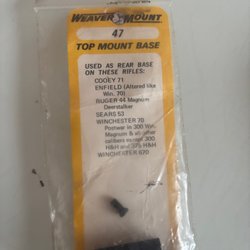 WEAVER MOUNT
47
TOP MOUNT BASE
USED AS REAR BASE
ON THESE RIFLES:
COOEY 71
ENFIELD (Altered like
Win. 70)
RUGER 44 Magnum
Deerstalker
SEARS 53
WINCHESTER 70
Postwar in 300 Win.
Magnum & all other
calibers except 300
H&H and 375 H&H
WINCHESTER 670